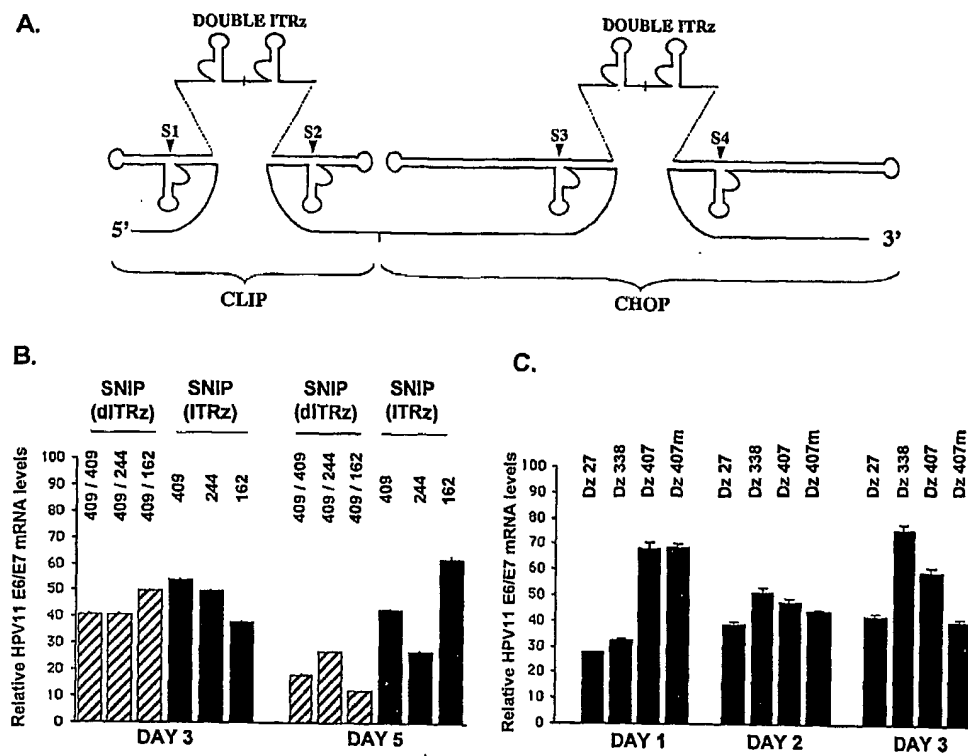 A.
DOUBLE ITRz
DOUBLE ITRz
S1
S2
S3
S4
5'
3'
CLIP
CHOP
B.
SNIP (dITRz)
SNIP (ITRz)
SNIP (dITRz)
SNIP (ITRz)
409 / 409
409 / 244
409 / 162
409
244
162
409 / 409
409 / 244
409 / 162
409
244
162
Relative HPV11 E6/E7 mRNA levels
100
90
80
70
60
50
40
30
20
10
0
DAY 3
DAY 5
C.
Dz 27
Dz 338
Dz 407
Dz 407m
Dz 27
Dz 338
Dz 407
Dz 407m
Dz 27
Dz 338
Dz 407
Dz 407m
Relative HPV11 E6/E7 mRNA levels
100
90
80
70
60
50
40
30
20
10
0
DAY 1
DAY 2
DAY 3